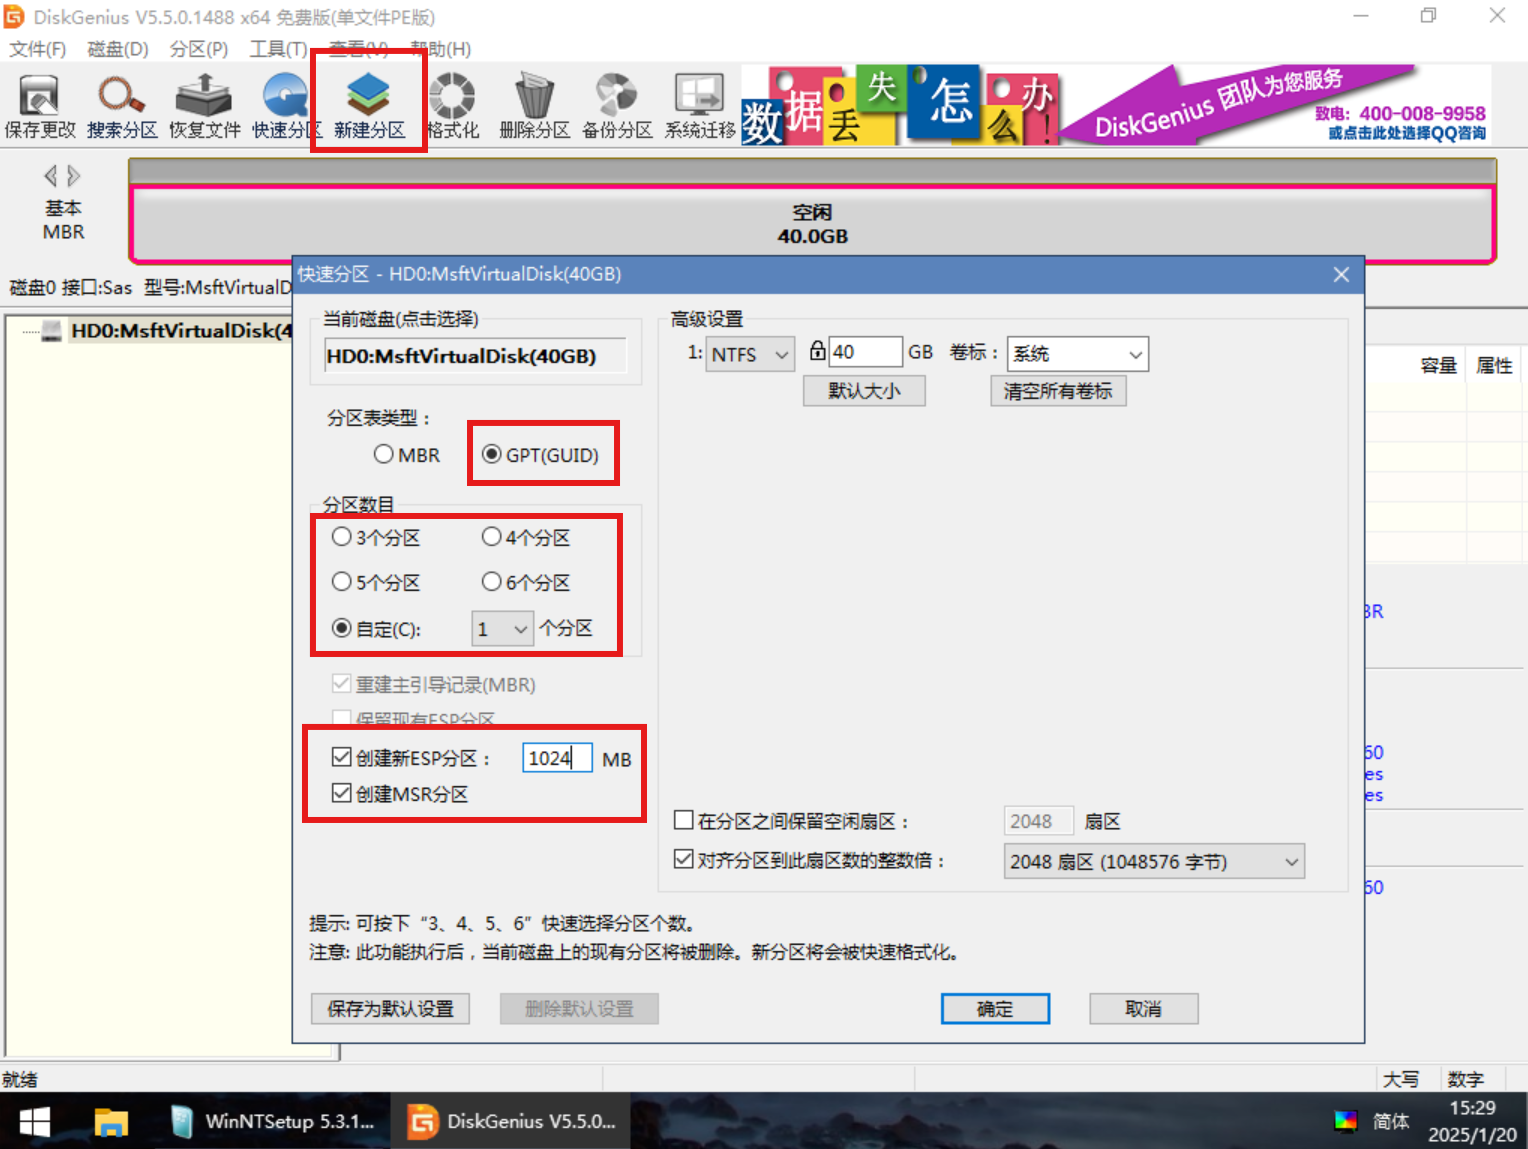 DiskGenius V5.5.0.1488 x64 免费版(单文件PE版)
文件(F) 磁盘(D) 分区(P) 工具(T) 查看(V) 帮助(H)
保存更改 搜索分区 恢复文件 快速分区 新建分区 格式化 删除分区 备份分区 系统迁移
数据丢失怎么办!
DiskGenius 团队为您服务
致电: 400-008-9958
或点击此处选择QQ咨询
基本
MBR
空闲
40.0GB
磁盘0 接口:Sas 型号:MsftVirtualD
快速分区 - HD0:MsftVirtualDisk(40GB)
HD0:MsftVirtualDisk(4
当前磁盘(点击选择)
HD0:MsftVirtualDisk(40GB)
分区表类型：
MBR GPT(GUID)
分区数目
3个分区 4个分区
5个分区 6个分区
自定(C): 1 个分区
重建主引导记录(MBR)
保留现有ESP分区
创建新ESP分区： 1024 MB
创建MSR分区
高级设置
1: NTFS 40 GB 卷标： 系统
默认大小 清空所有卷标
在分区之间保留空闲扇区： 2048 扇区
对齐分区到此扇区数的整数倍： 2048 扇区 (1048576 字节)
提示: 可按下“3、4、5、6”快速选择分区个数。
注意: 此功能执行后，当前磁盘上的现有分区将被删除。新分区将会被快速格式化。
保存为默认设置 删除默认设置 确定 取消
容量 属性
BR
60
es
es
60
就绪
大写 数字
WinNTSetup 5.3.1...
DiskGenius V5.5.0...
简体
15:29
2025/1/20